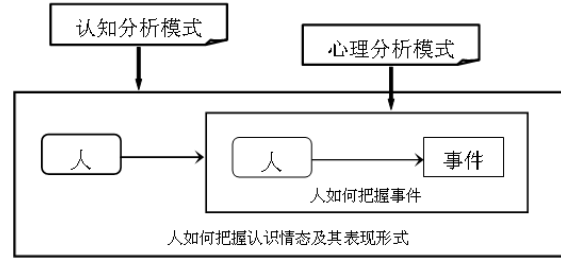 认知分析模式
心理分析模式
人
人
事件
人如何把握事件
人如何把握认识情态及其表现形式